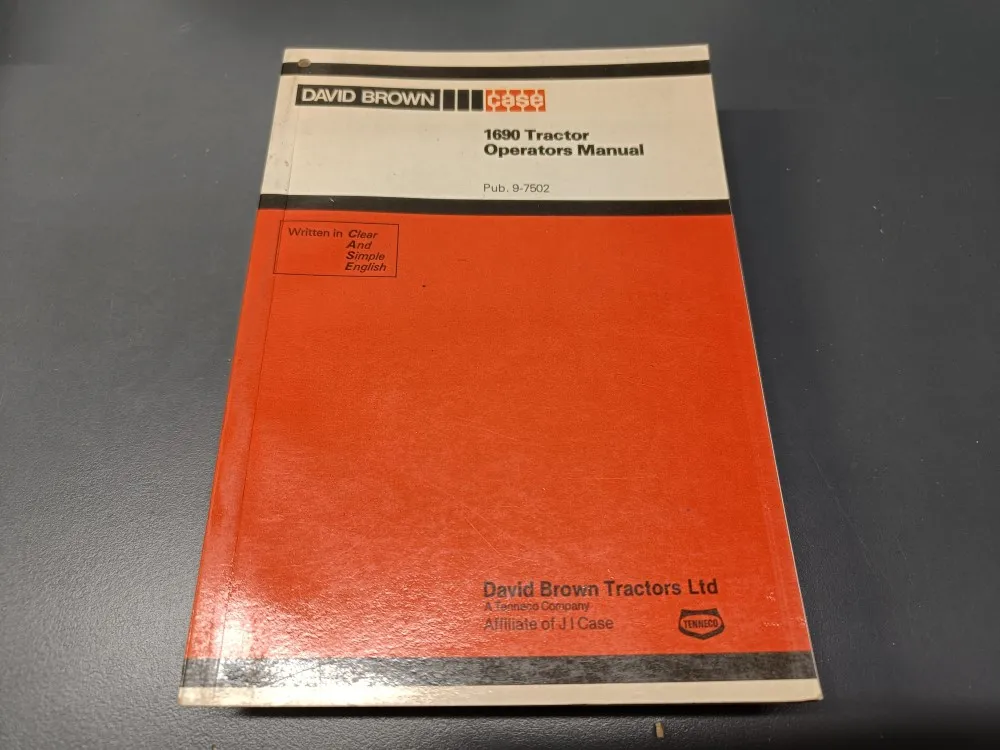 DAVID BROWN case
1690 Tractor
Operators Manual
Pub. 9-7502
Written in Clear
And
Simple
English
David Brown Tractors Ltd
A Tenneco Company
Affiliate of J I Case
TENNECO